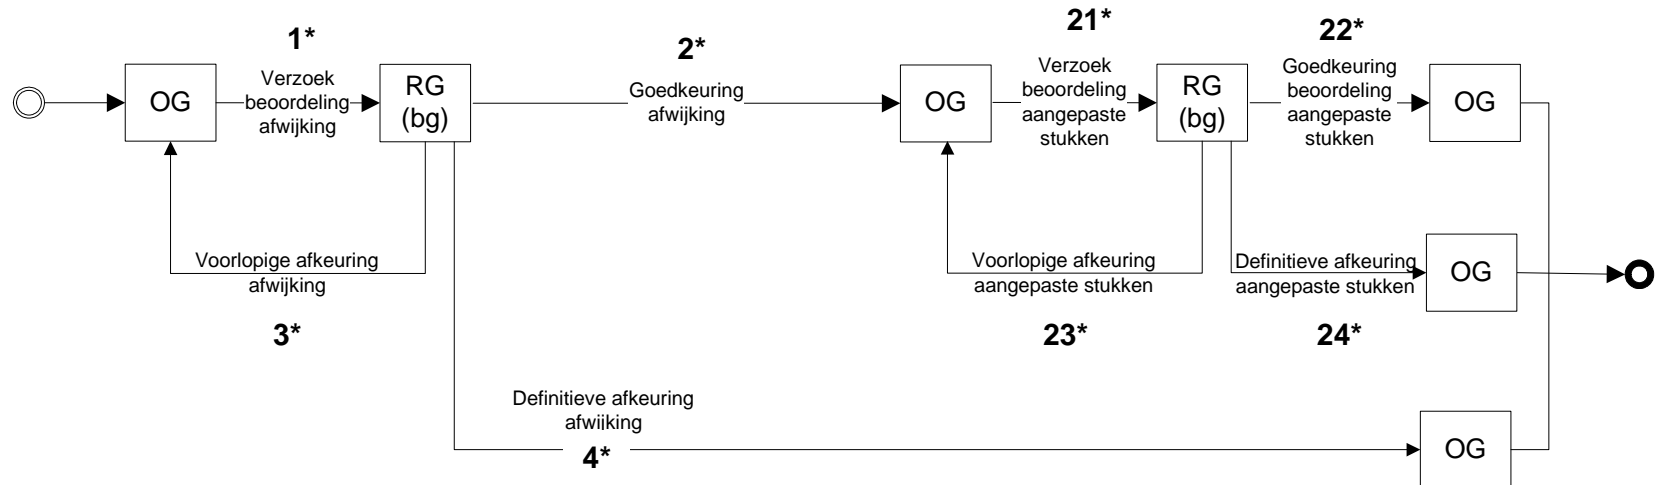 1*
2*
21*
22*
OG
Verzoek
beoordeling
afwijking
RG
(bg)
Goedkeuring
afwijking
OG
Verzoek
beoordeling
aangepaste
stukken
RG
(bg)
Goedkeuring
beoordeling
aangepaste
stukken
OG
Voorlopige afkeuring
afwijking
3*
Voorlopige afkeuring
aangepaste stukken
23*
Definitieve afkeuring
aangepaste stukken
24*
OG
Definitieve afkeuring
afwijking
4*
OG